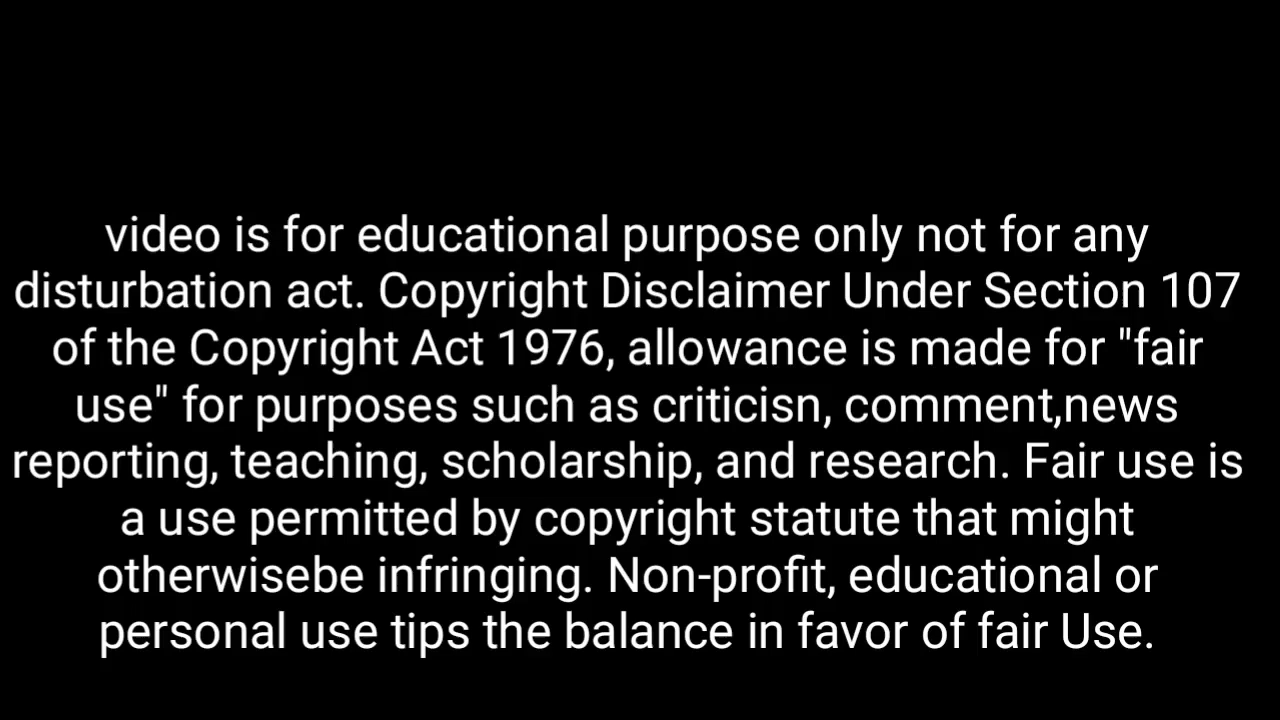 video is for educational purpose only not for any
disturbation act. Copyright Disclaimer Under Section 107
of the Copyright Act 1976, allowance is made for "fair
use" for purposes such as criticisn, comment,news
reporting, teaching, scholarship, and research. Fair use is
a use permitted by copyright statute that might
otherwisebe infringing. Non-profit, educational or
personal use tips the balance in favor of fair Use.